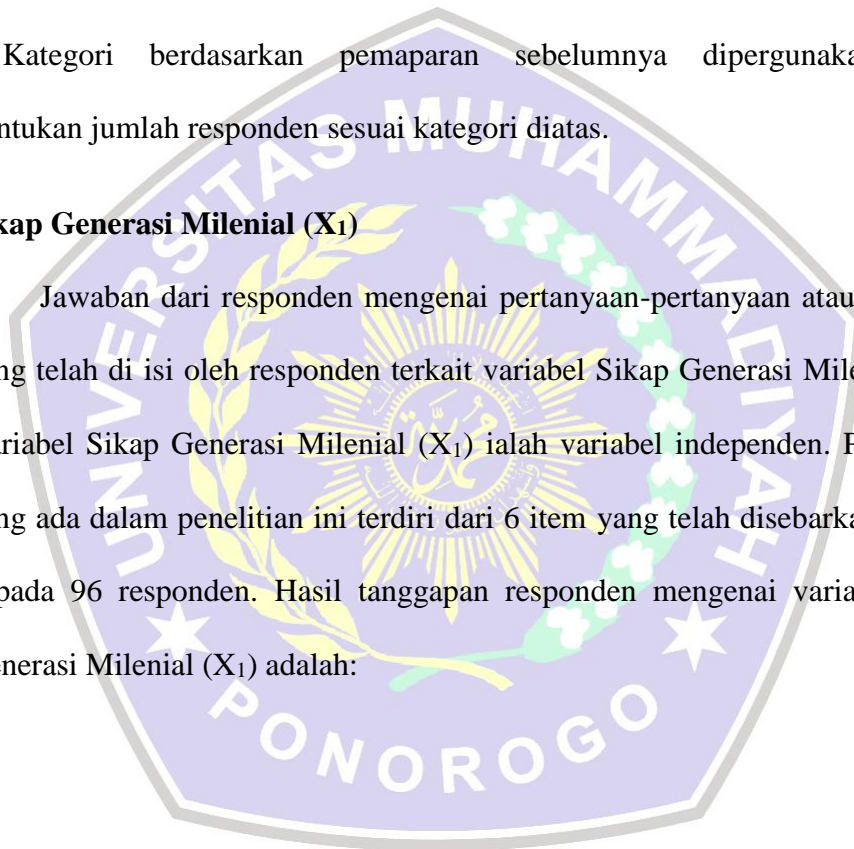 Kategori berdasarkan pemaparan sebelumnya dipergunaka
ntukan jumlah responden sesuai kategori diatas.
kap Generasi Milenial (X₁)
Jawaban dari responden mengenai pertanyaan-pertanyaan atau
ng telah di isi oleh responden terkait variabel Sikap Generasi Mile
riabel Sikap Generasi Milenial (X₁) ialah variabel independen. P
ng ada dalam penelitian ini terdiri dari 6 item yang telah disebarka
pada 96 responden. Hasil tanggapan responden mengenai varia
enerasi Milenial (X₁) adalah:
UNIVERSITAS MUHAMMADIYAH
PONOROGO